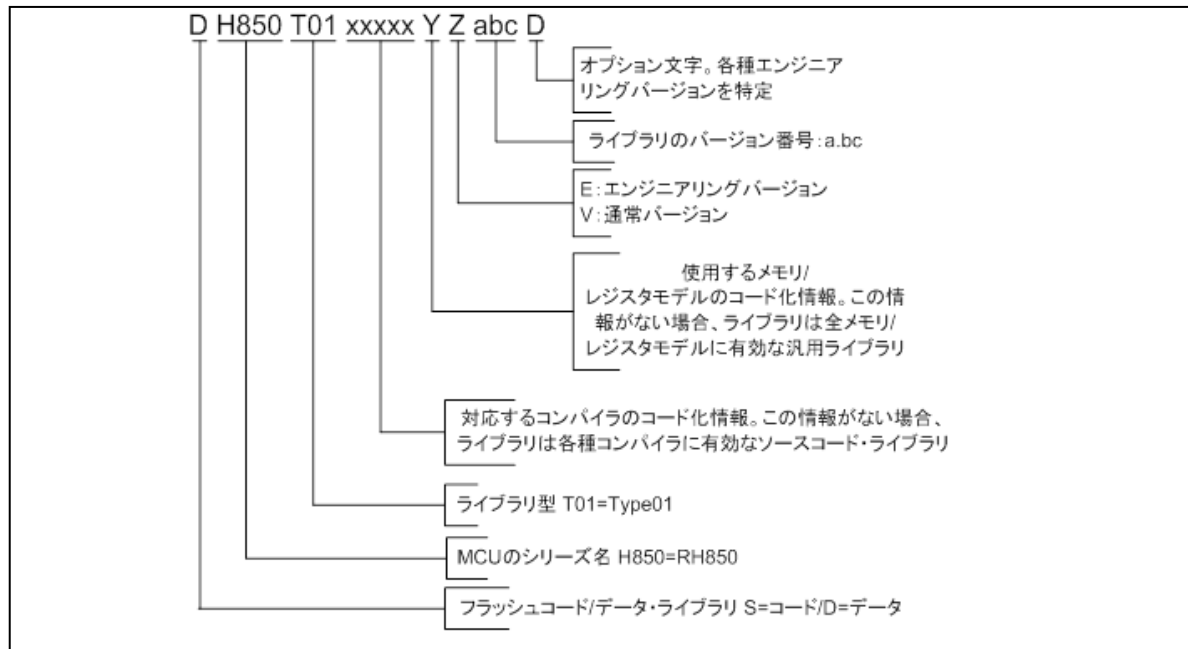 D H850 T01 xxxxx Y Z abc D
オプション文字。各種エンジニア
リングバージョンを特定
ライブラリのバージョン番号:a.bc
E:エンジニアリングバージョン
V:通常バージョン
使用するメモリ/
レジスタモデルのコード化情報。この情
報がない場合、ライブラリは全メモリ/
レジスタモデルに有効な汎用ライブラリ
対応するコンパイラのコード化情報。この情報がない場合、
ライブラリは各種コンパイラに有効なソースコード・ライブラリ
ライブラリ型 T01=Type01
MCUのシリーズ名 H850=RH850
フラッシュコード/データ・ライブラリ S=コード/D=データ